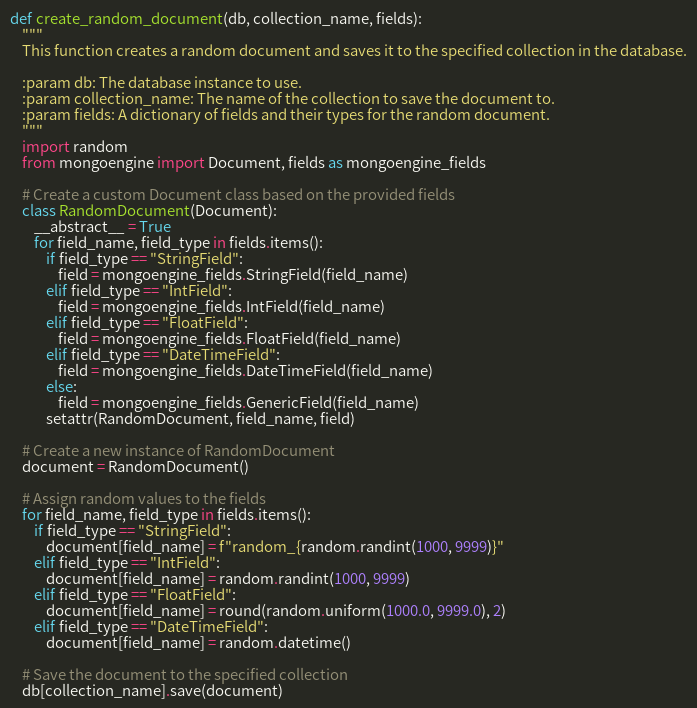 def create_random_document(db, collection_name, fields):
"""
This function creates a random document and saves it to the specified collection in the database.
:param db: The database instance to use.
:param collection_name: The name of the collection to save the document to.
:param fields: A dictionary of fields and their types for the random document.
"""
import random
from mongoengine import Document, fields as mongoengine_fields
# Create a custom Document class based on the provided fields
class RandomDocument(Document):
__abstract__ = True
for field_name, field_type in fields.items():
if field_type == "StringField":
field = mongoengine_fields.StringField(field_name)
elif field_type == "IntField":
field = mongoengine_fields.IntField(field_name)
elif field_type == "FloatField":
field = mongoengine_fields.FloatField(field_name)
elif field_type == "DateTimeField":
field = mongoengine_fields.DateTimeField(field_name)
else:
field = mongoengine_fields.GenericField(field_name)
setattr(RandomDocument, field_name, field)
# Create a new instance of RandomDocument
document = RandomDocument()
# Assign random values to the fields
for field_name, field_type in fields.items():
if field_type == "StringField":
document[field_name] = f"random_{random.randint(1000, 9999)}"
elif field_type == "IntField":
document[field_name] = random.randint(1000, 9999)
elif field_type == "FloatField":
document[field_name] = round(random.uniform(1000.0, 9999.0), 2)
elif field_type == "DateTimeField":
document[field_name] = random.datetime()
# Save the document to the specified collection
db[collection_name].save(document)